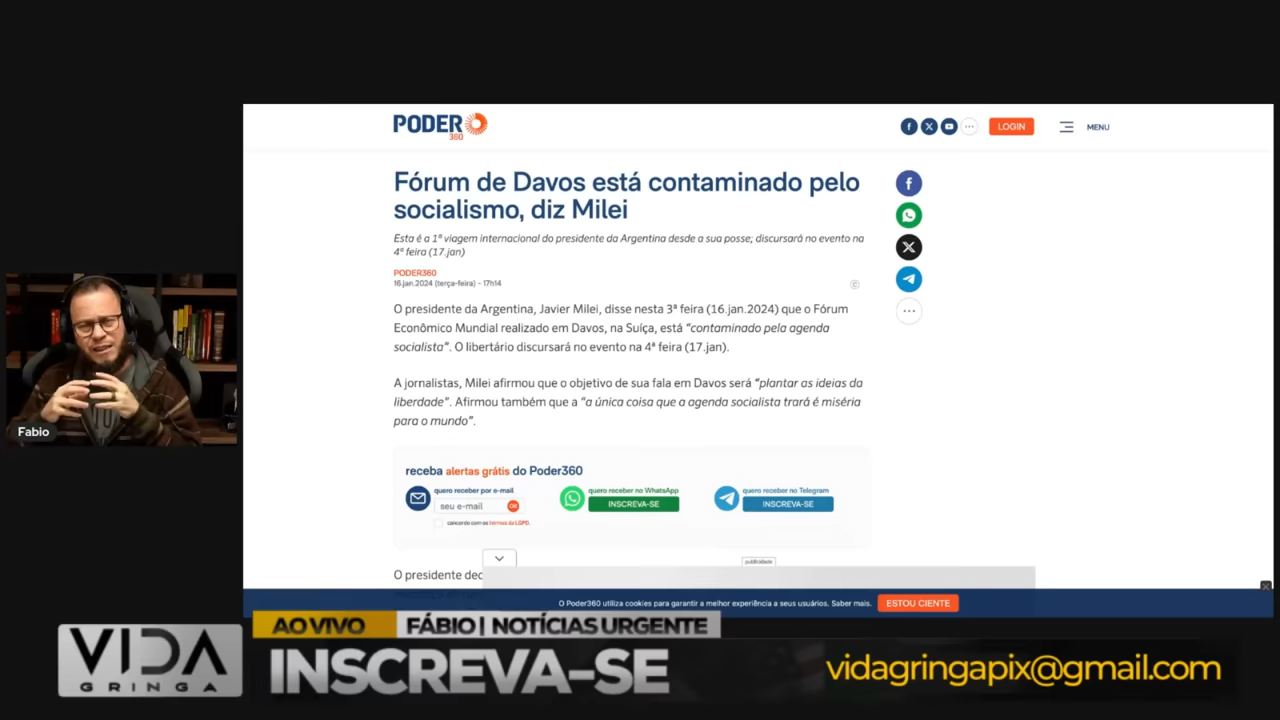 PODER
360
LOGIN
MENU
Fórum de Davos está contaminado pelo
socialismo, diz Milei
Esta é a 1ª viagem internacional do presidente da Argentina desde a sua posse; discursará no evento na
4ª feira (17.jan)
PODER360
16.jan.2024 (terça-feira) - 17h14
O presidente da Argentina, Javier Milei, disse nesta 3ª feira (16.jan.2024) que o Fórum
Econômico Mundial realizado em Davos, na Suíça, está “contaminado pela agenda
socialista”. O libertário discursará no evento na 4ª feira (17.jan).
A jornalistas, Milei afirmou que o objetivo de sua fala em Davos será “plantar as ideias da
liberdade”. Afirmou também que a “a única coisa que a agenda socialista trará é miséria
para o mundo”.
Fabio
receba alertas grátis do Poder360
quero receber por e-mail
seu e-mail
OK
concordo com os termos da LGPD.
quero receber no WhatsApp
INSCREVA-SE
quero receber no Telegram
INSCREVA-SE
publicidade
O presidente dec
O Poder360 utiliza cookies para garantir a melhor experiência a seus usuários. Saber mais.
ESTOU CIENTE
AO VIVO
FÁBIO | NOTÍCIAS URGENTE
VIDA
GRINGA
INSCREVA-SE
vidagringapix@gmail.com